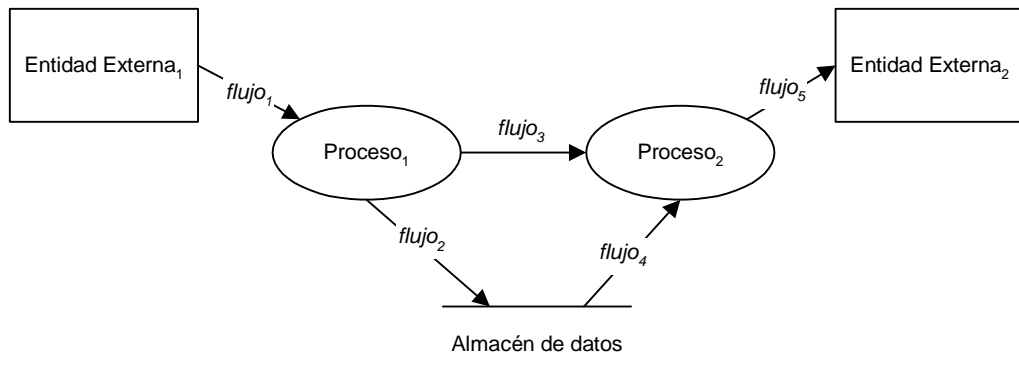 Entidad Externa₁
Entidad Externa₂
flujo₁
flujo₅
flujo₃
Proceso₁
Proceso₂
flujo₂
flujo₄
Almacén de datos